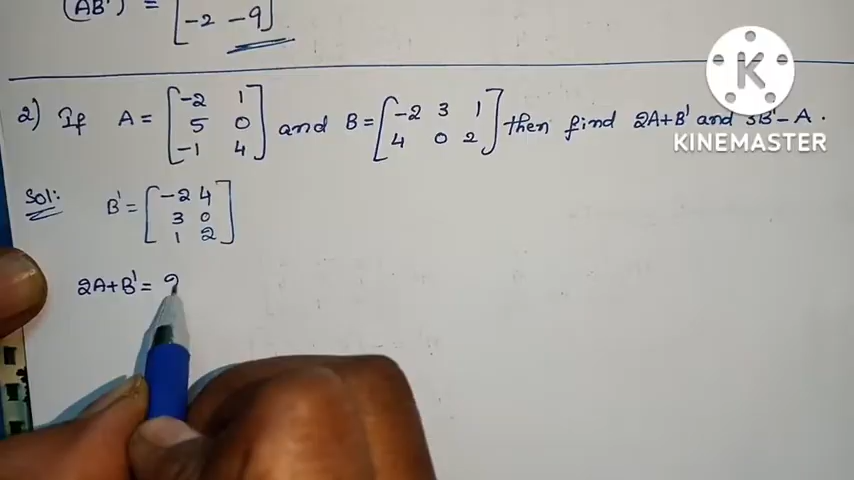 (AB') = [
-2 -9]
2) If A = [-2 1 and B = [-2 3 1 then find 2A+B' and 3B'-A.
5 0
4 0 2]
-1 4]
KINEMASTER
Sol: B' = [-2 4
3 0
1 2]
2A+B' = 2